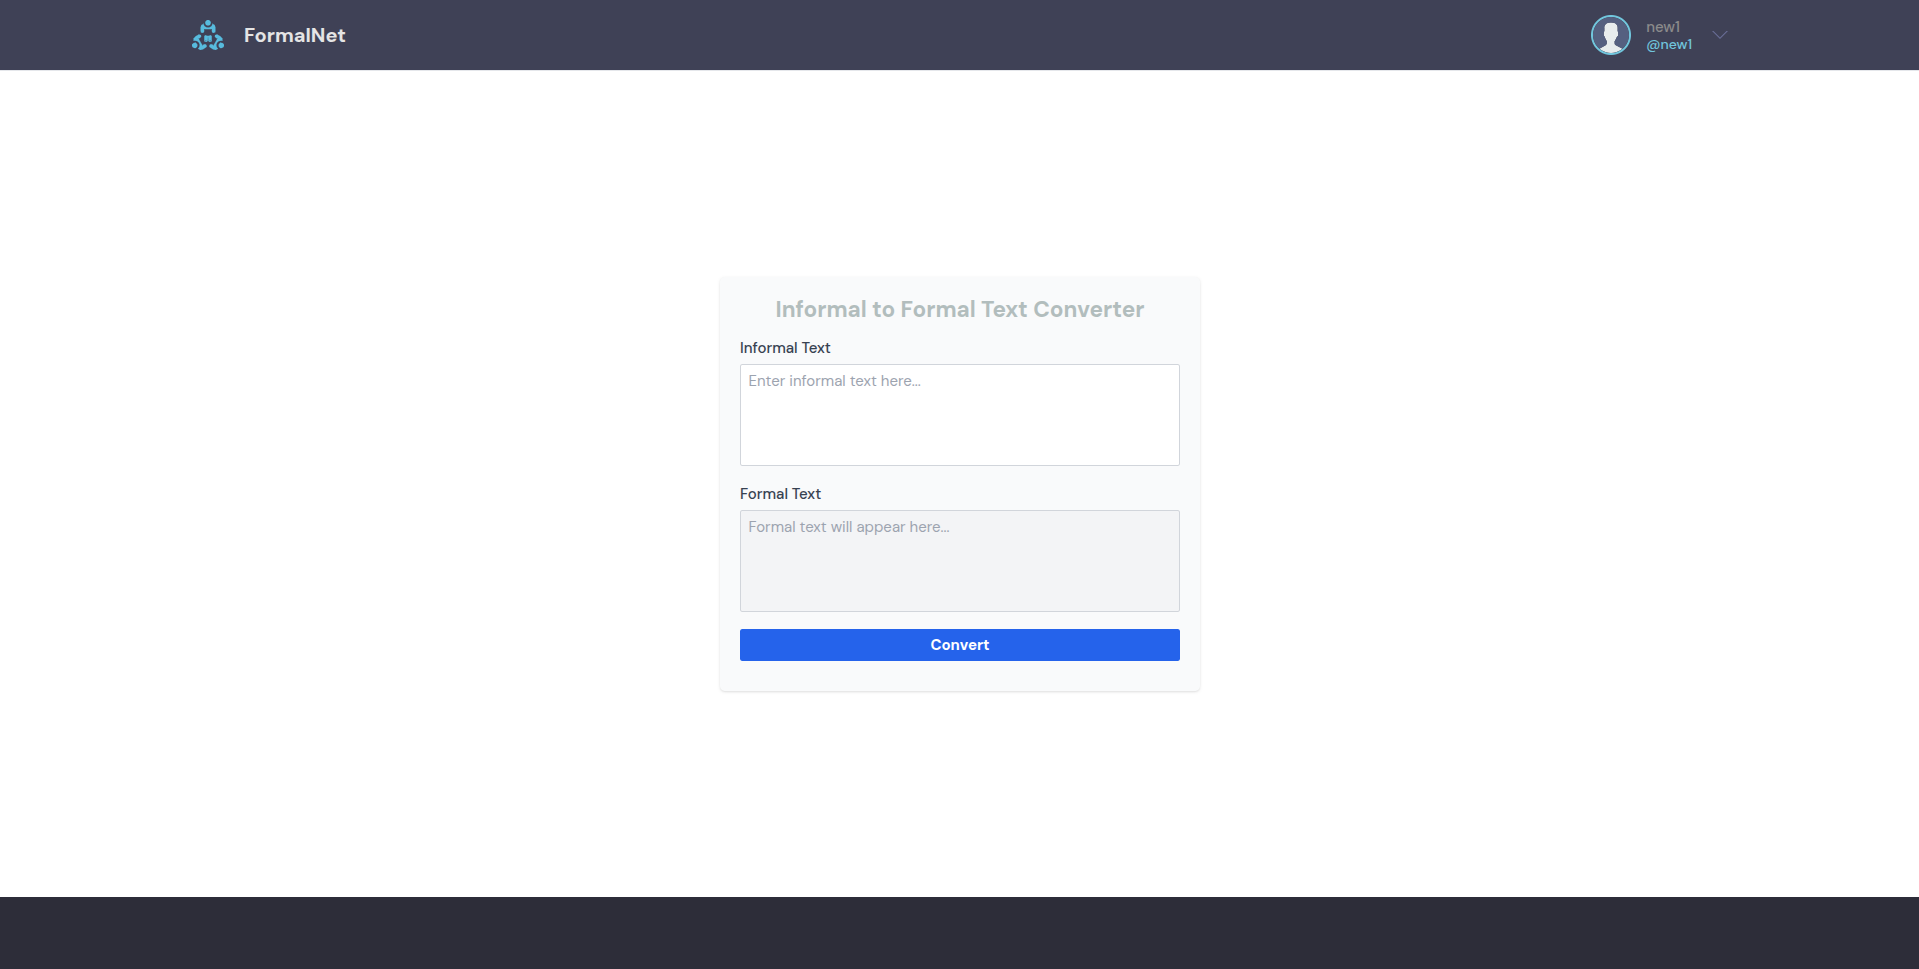 FormalNet
new1
@new1
Informal to Formal Text Converter
Informal Text
Enter informal text here...
Formal Text
Formal text will appear here...
Convert